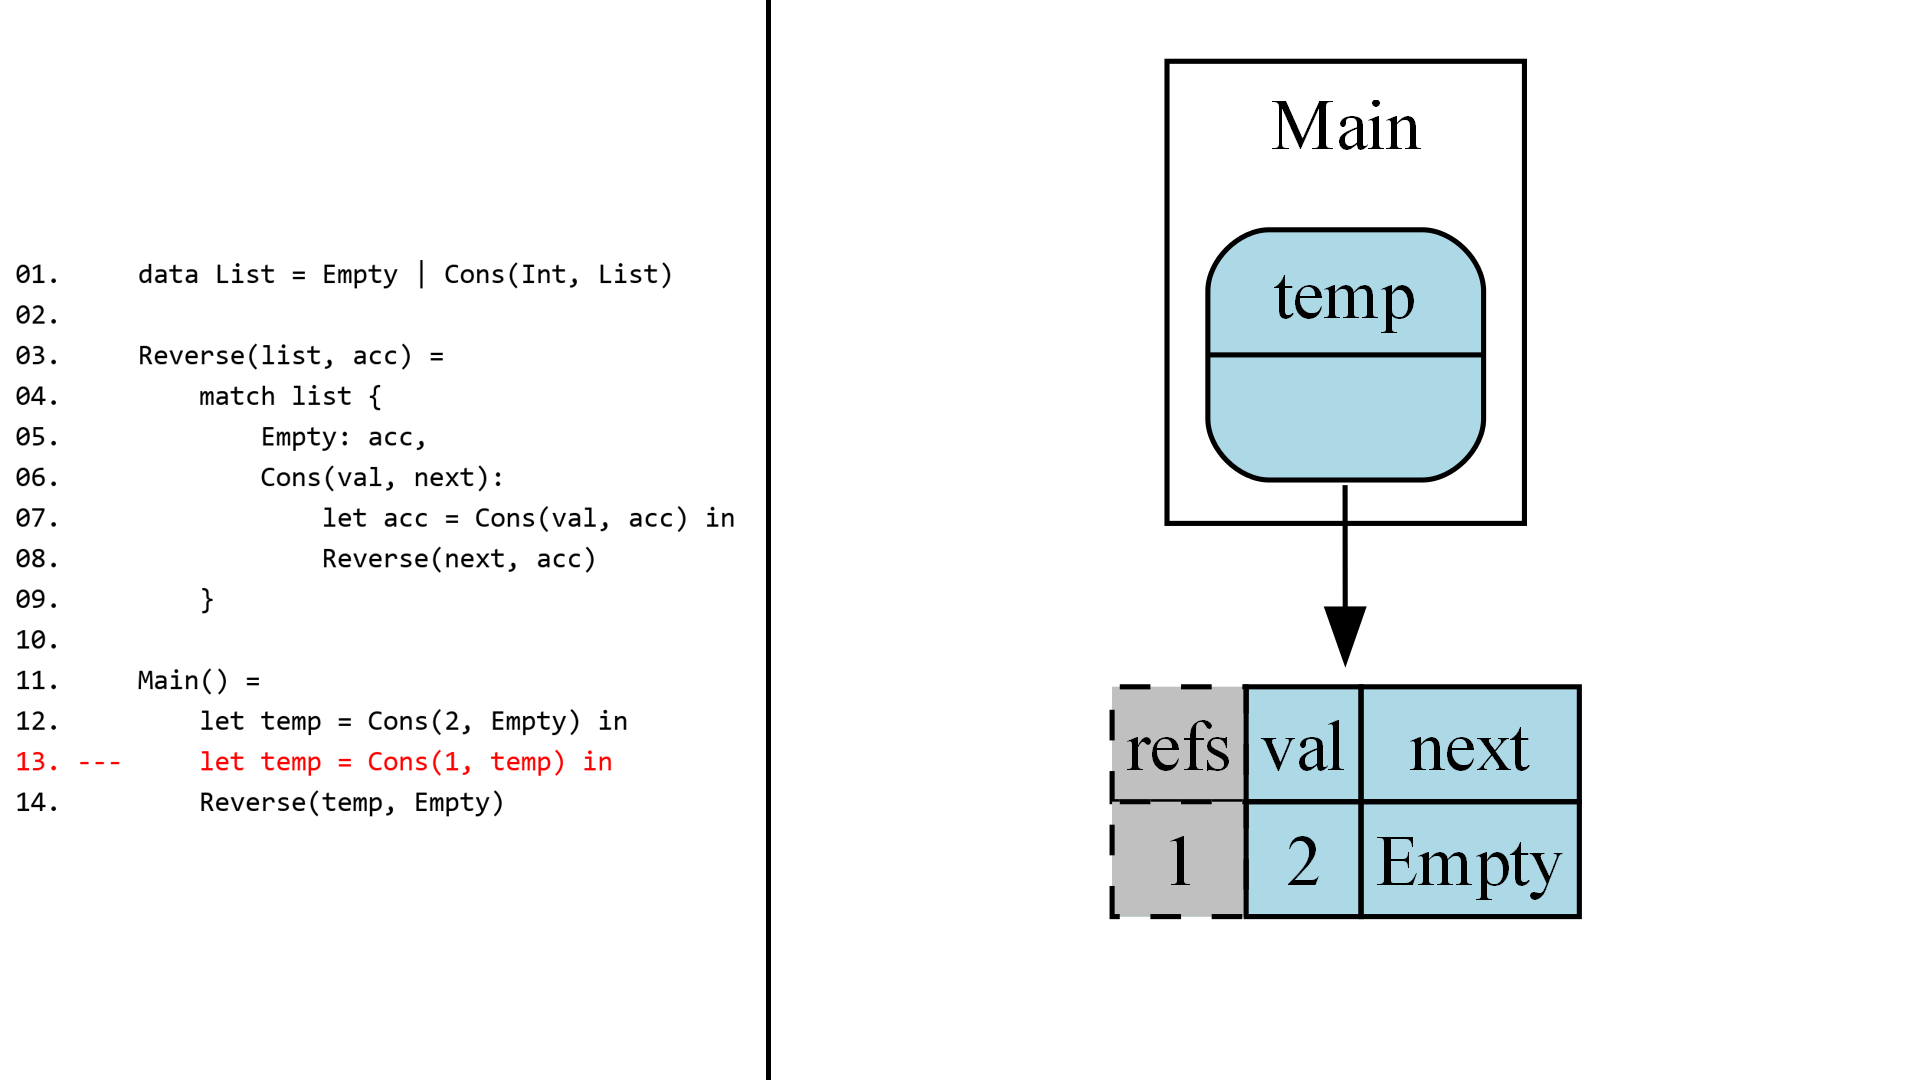 01.     data List = Empty | Cons(Int, List)
02.
03.     Reverse(list, acc) =
04.         match list {
05.             Empty: acc,
06.             Cons(val, next):
07.                 let acc = Cons(val, acc) in
08.                 Reverse(next, acc)
09.         }
10.
11.     Main() =
12.         let temp = Cons(2, Empty) in
13. ---     let temp = Cons(1, temp) in
14.         Reverse(temp, Empty)
Main
temp
refs val next
1 2 Empty